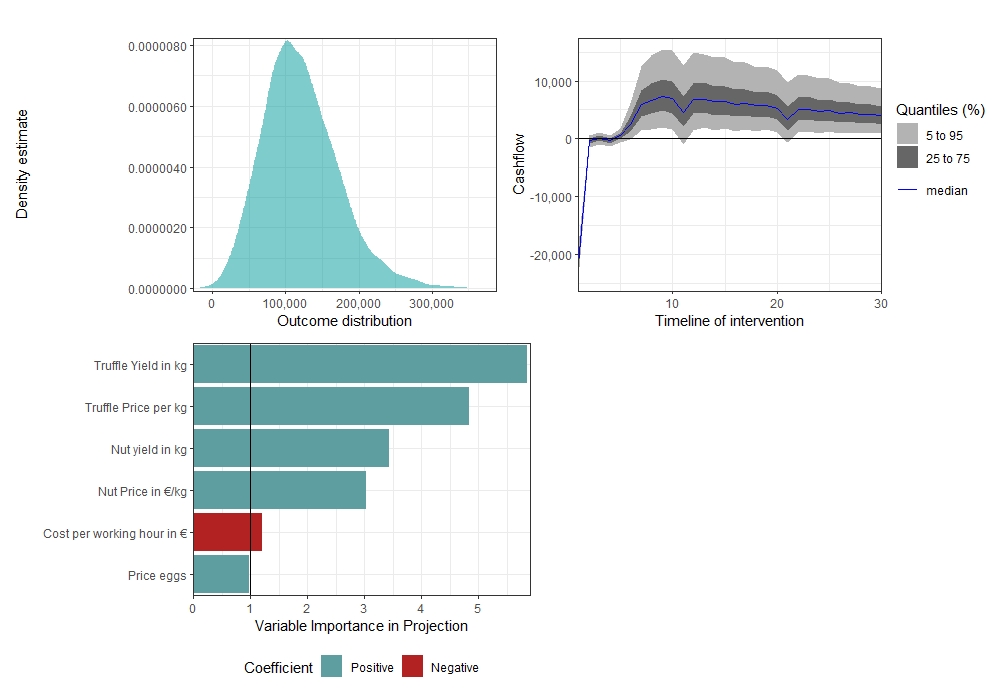 Density estimate
0.0000080
0.0000060
0.0000040
0.0000020
0.0000000
0
100,000
200,000
300,000
Outcome distribution
Cashflow
10,000
0
-10,000
-20,000
10
20
30
Timeline of intervention
Quantiles (%)
5 to 95
25 to 75
median
Truffle Yield in kg
Truffle Price per kg
Nut yield in kg
Nut Price in €/kg
Cost per working hour in €
Price eggs
0
1
2
3
4
5
Variable Importance in Projection
Coefficient
Positive
Negative